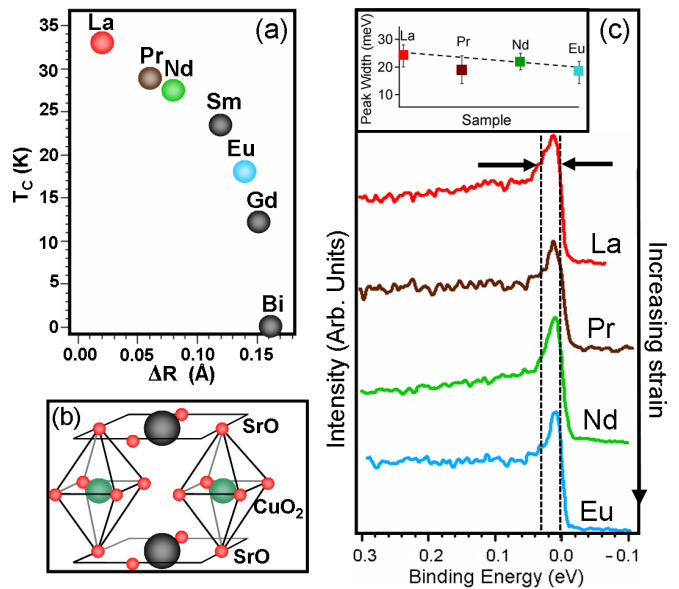 (a)
La
Pr
Nd
Sm
Eu
Gd
Bi
T_C (K)
35
30
25
20
15
10
5
0
0.00
0.05
0.10
0.15
ΔR (Å)
(b)
SrO
CuO₂
SrO
(c)
Peak Width (meV)
30
20
10
La
Pr
Nd
Eu
Sample
Intensity (Arb. Units)
La
Pr
Nd
Eu
Increasing strain
0.3
0.2
0.1
0.0
−0.1
Binding Energy (eV)